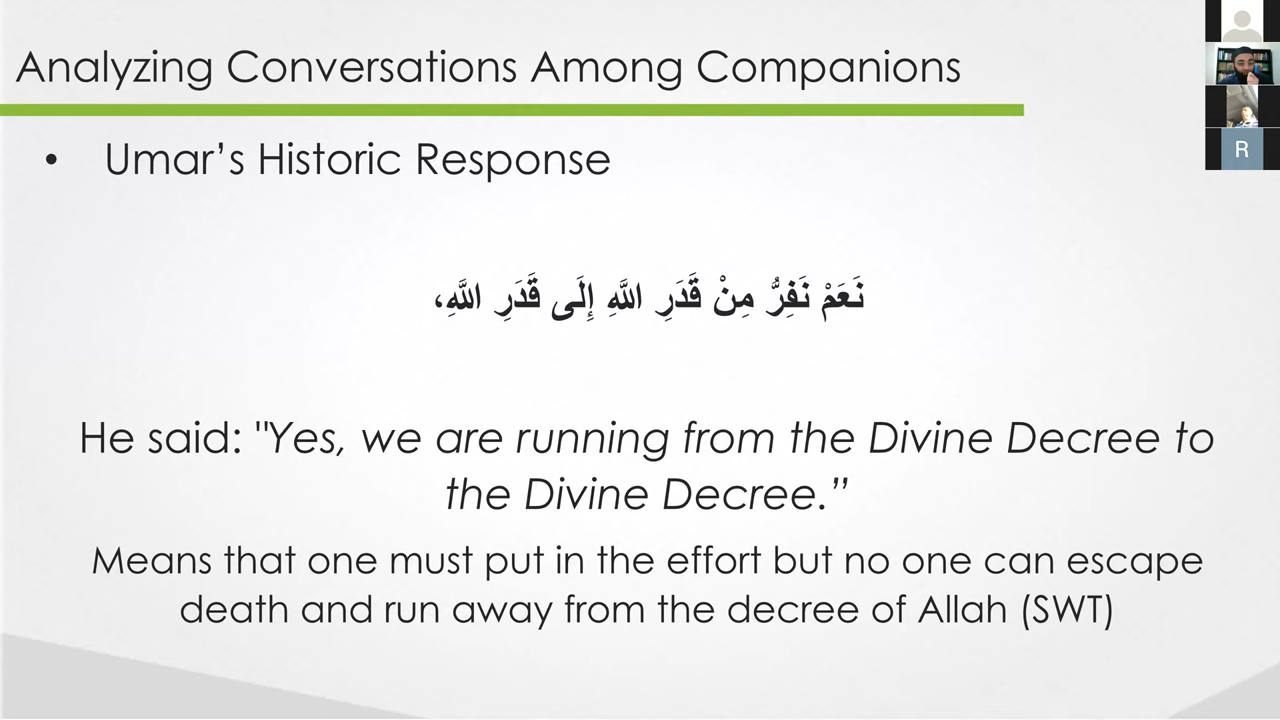 Analyzing Conversations Among Companions
• Umar’s Historic Response
نَعَمْ نَفِرُّ مِنْ قَدَرِ اللَّهِ إِلَى قَدَرِ اللَّهِ،
He said: "Yes, we are running from the Divine Decree to
the Divine Decree.”
Means that one must put in the effort but no one can escape
death and run away from the decree of Allah (SWT)
R